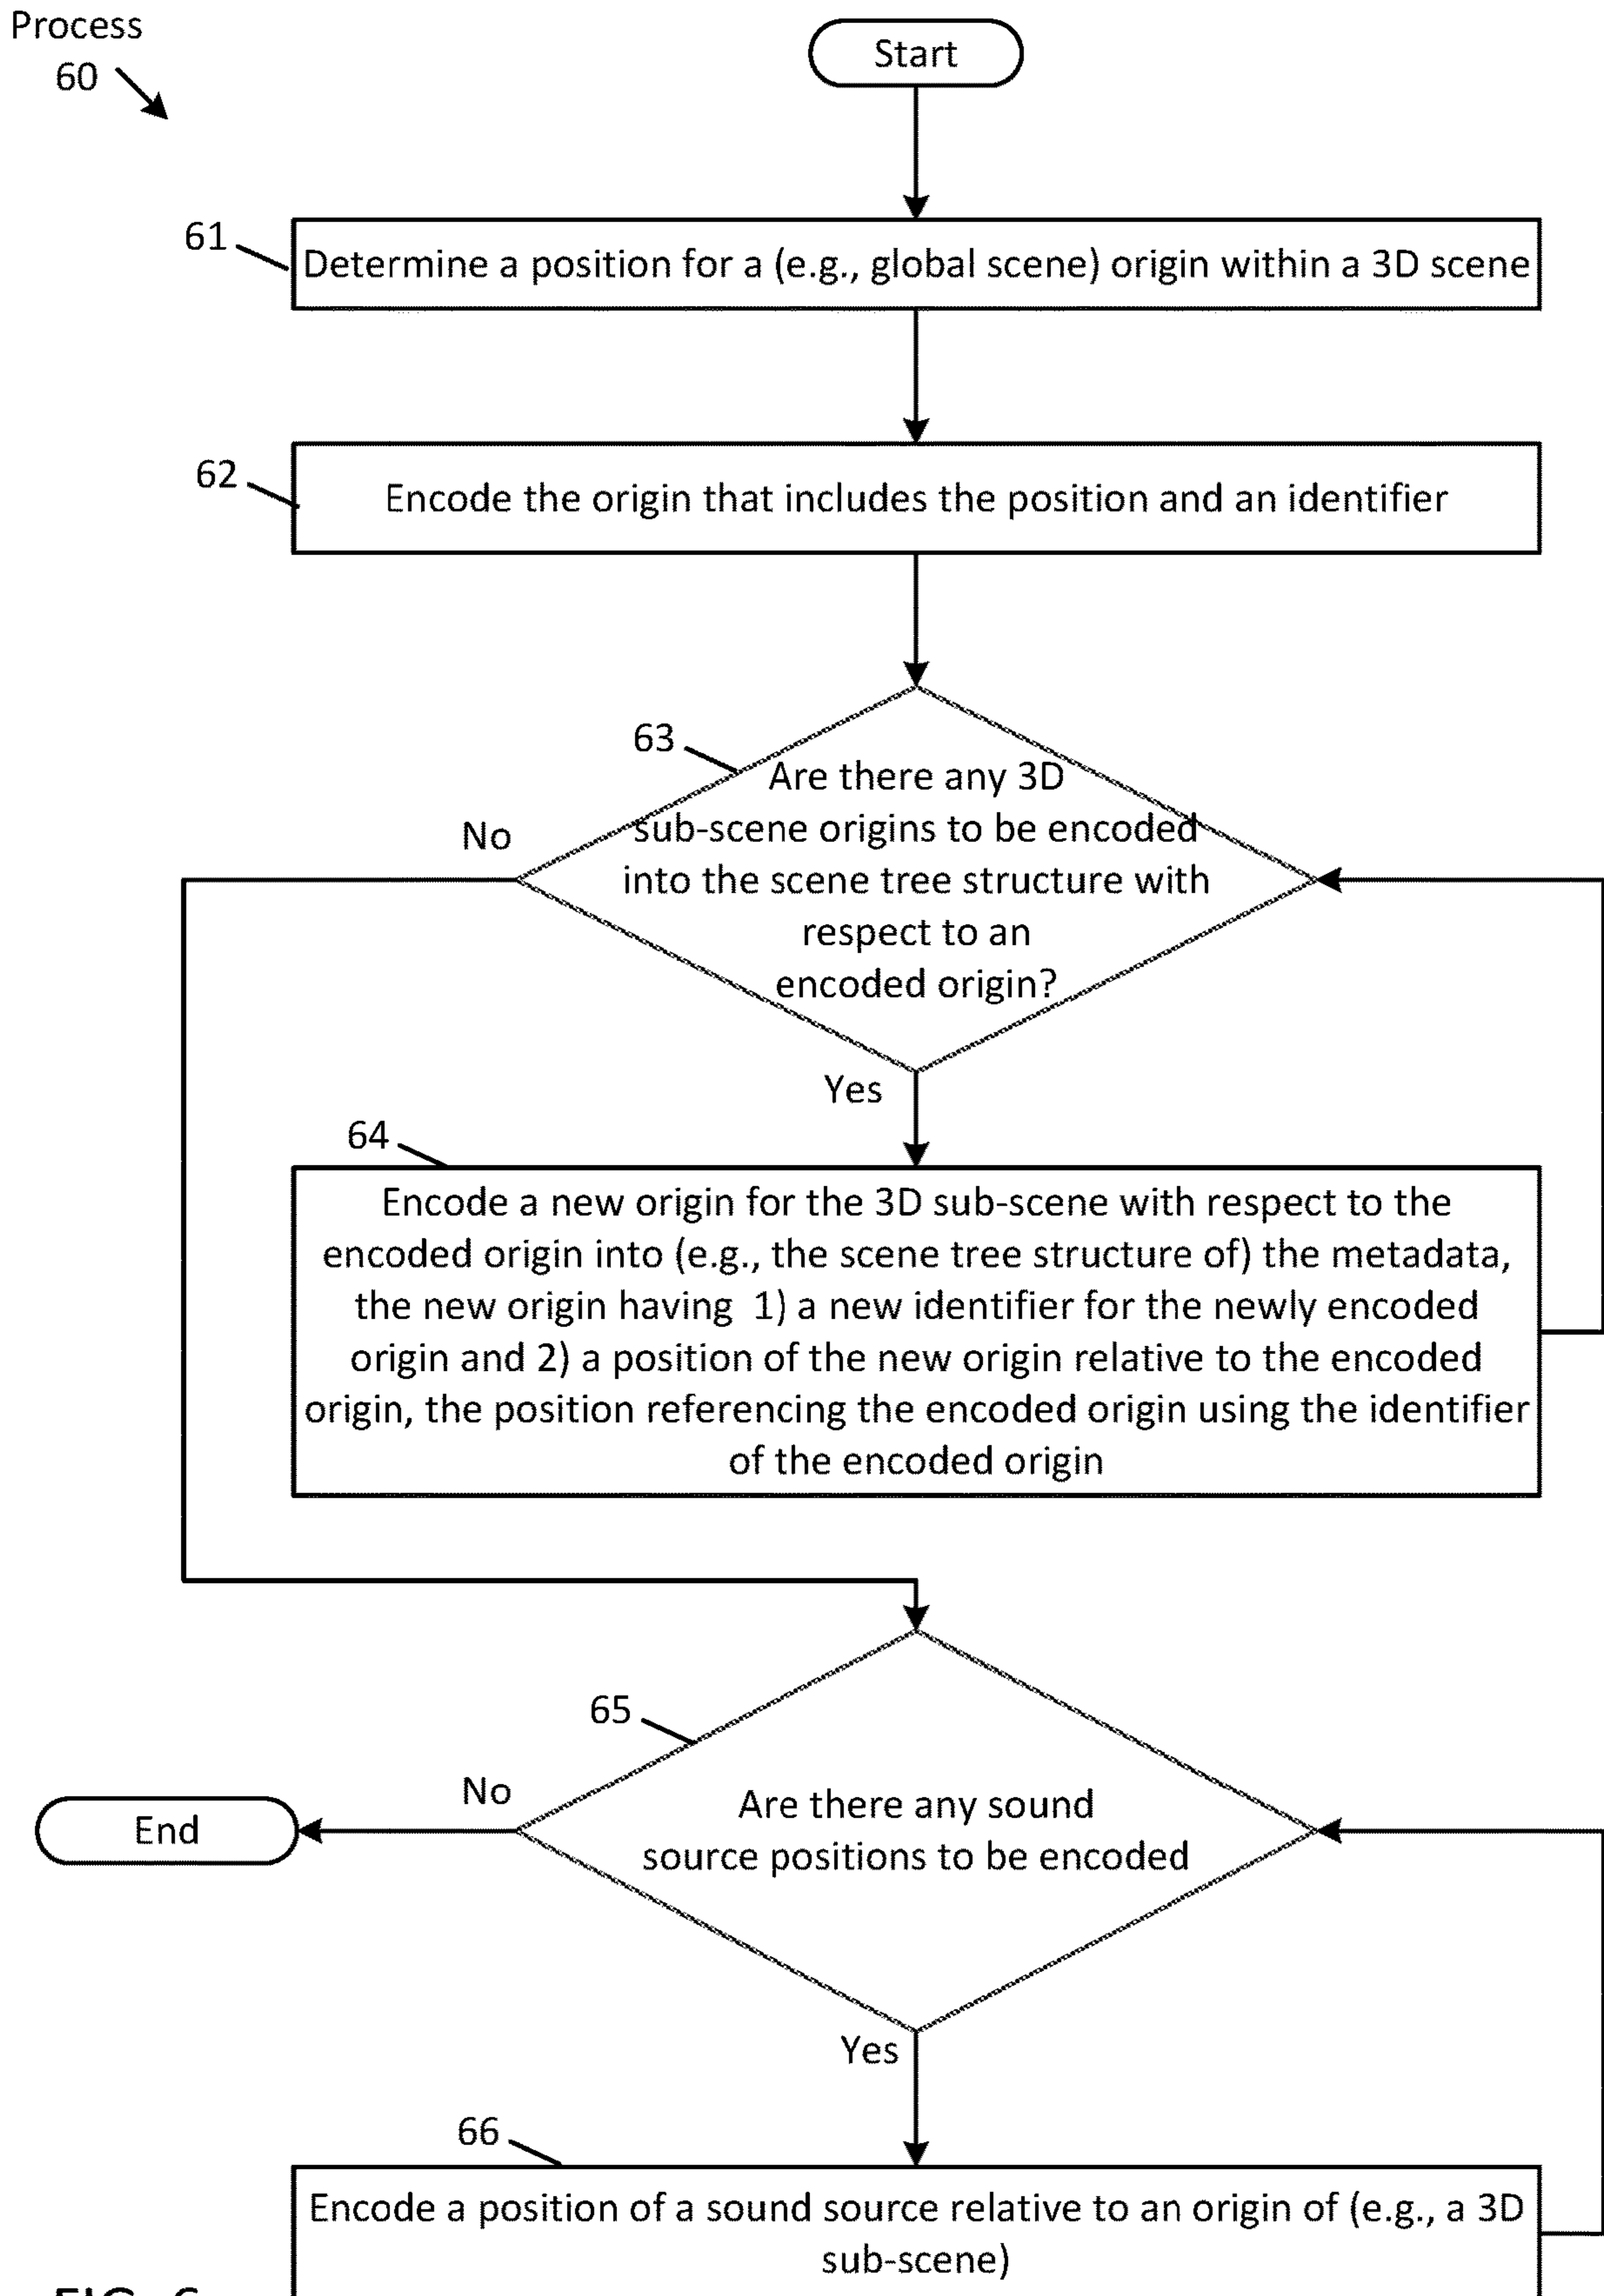 Process
60
Start
61
Determine a position for a (e.g., global scene) origin within a 3D scene
62
Encode the origin that includes the position and an identifier
63
Are there any 3D
sub-scene origins to be encoded
into the scene tree structure with
respect to an
encoded origin?
No
Yes
64
Encode a new origin for the 3D sub-scene with respect to the
encoded origin into (e.g., the scene tree structure of) the metadata,
the new origin having 1) a new identifier for the newly encoded
origin and 2) a position of the new origin relative to the encoded
origin, the position referencing the encoded origin using the identifier
of the encoded origin
65
No
End
Are there any sound
source positions to be encoded
Yes
66
Encode a position of a sound source relative to an origin of (e.g., a 3D
sub-scene)
FIG. 6